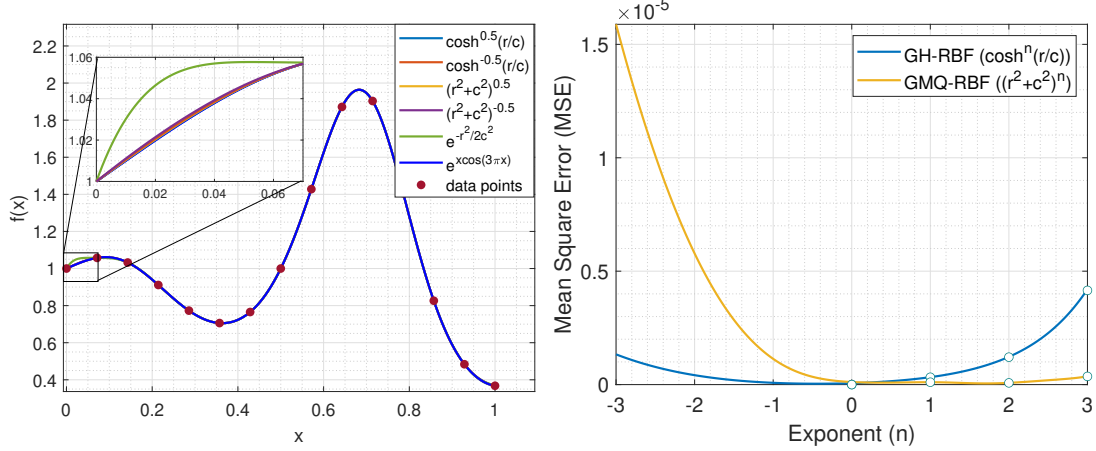 2.2
2
1.8
1.6
1.4
1.2
1
0.8
0.6
0.4
f(x)
0
0.2
0.4
0.6
0.8
1
x
1.06
1.04
1.02
1
0
0.02
0.04
0.06
cosh^0.5(r/c)
cosh^-0.5(r/c)
(r^2+c^2)^0.5
(r^2+c^2)^-0.5
e^-r^2/2c^2
e^xcos(3πx)
data points
×10^-5
1.5
1
0.5
0
Mean Square Error (MSE)
-3
-2
-1
0
1
2
3
Exponent (n)
GH-RBF (cosh^n(r/c))
GMQ-RBF ((r^2+c^2)^n)